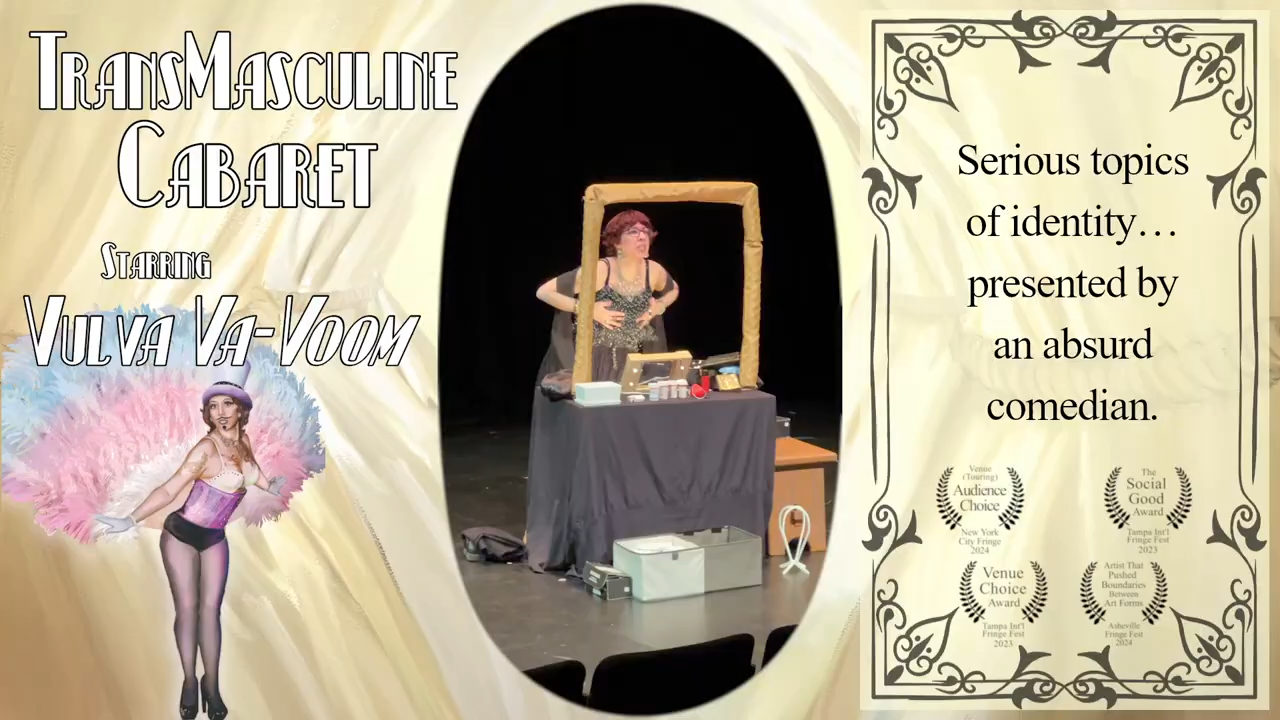 TransMasculine
Cabaret
Starring
Vulva Va-Voom
Serious topics
of identity…
presented by
an absurd
comedian.
Venue
(Touring)
Audience
Choice
New York
City Fringe
2024
The
Social
Good
Award
Tampa Int'l
Fringe Fest
2023
Venue
Choice
Award
Tampa Int'l
Fringe Fest
2023
Artist That
Pushed
Boundaries
Between
Art Forms
Asheville
Fringe Fest
2024